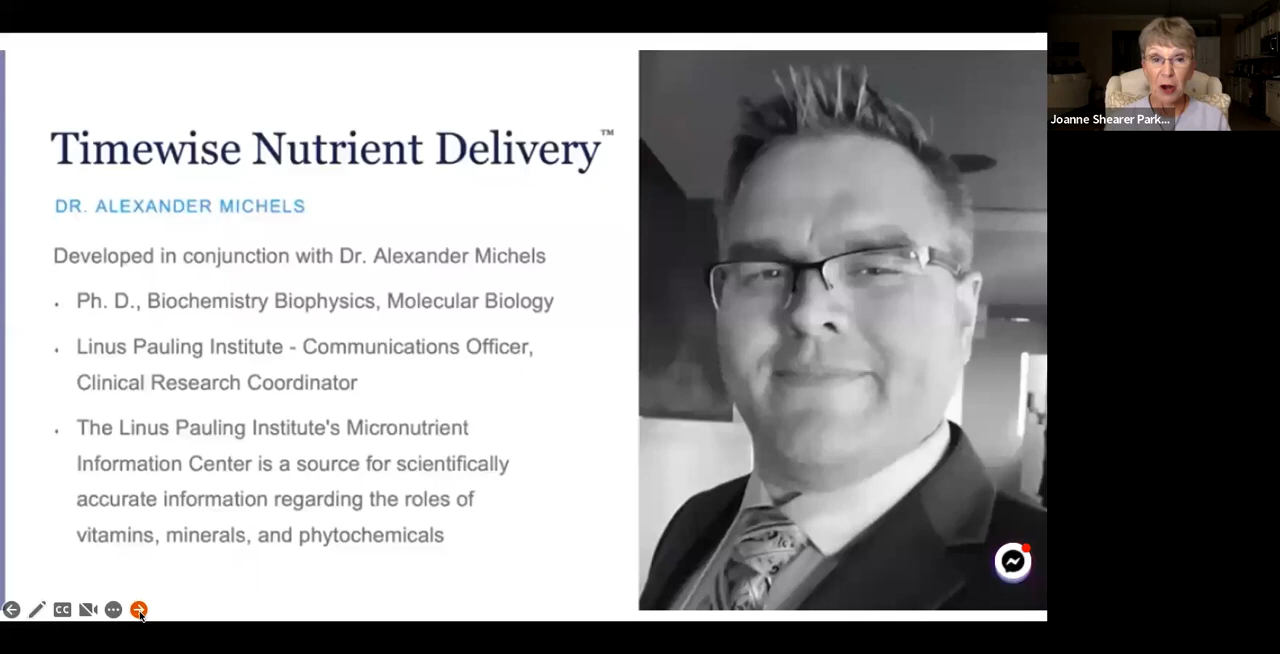 Timewise Nutrient Delivery™
DR. ALEXANDER MICHELS
Developed in conjunction with Dr. Alexander Michels
• Ph. D., Biochemistry Biophysics, Molecular Biology
• Linus Pauling Institute - Communications Officer,
Clinical Research Coordinator
• The Linus Pauling Institute's Micronutrient
Information Center is a source for scientifically
accurate information regarding the roles of
vitamins, minerals, and phytochemicals
CC
Joanne Shearer Park...